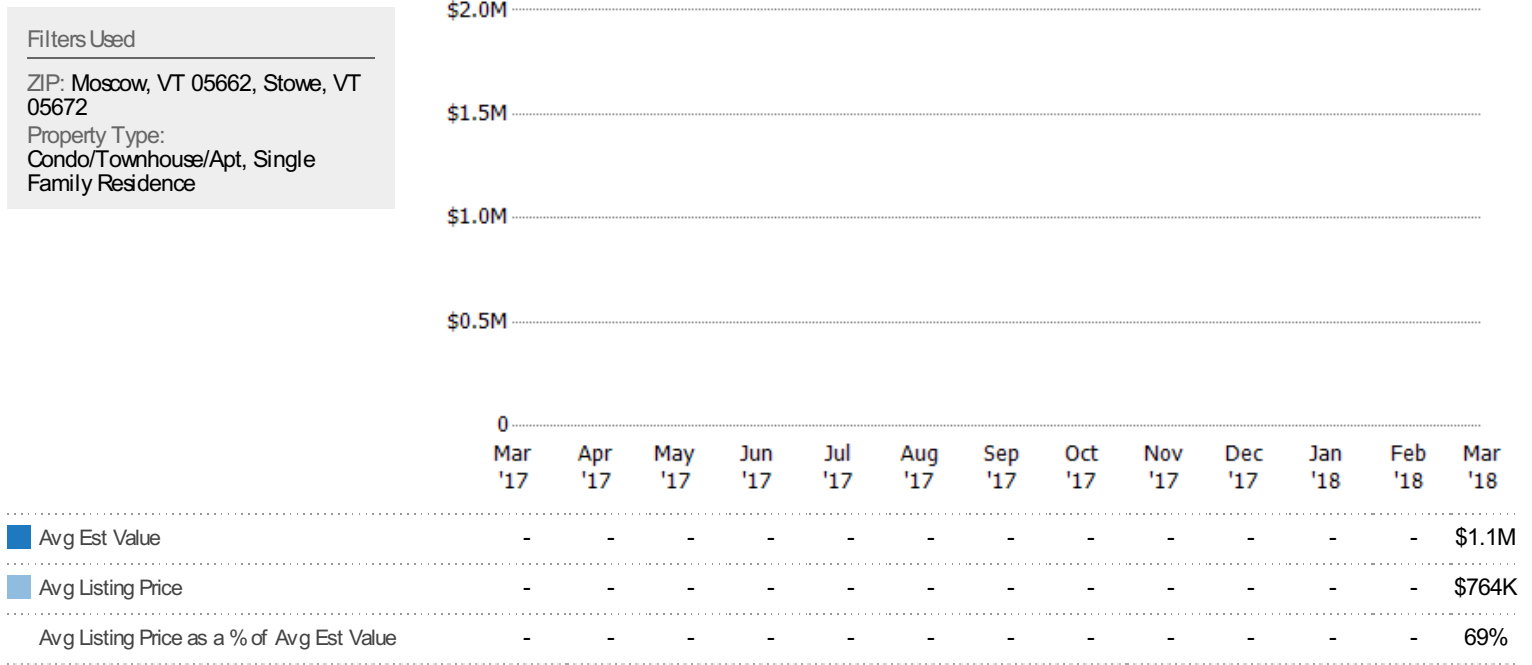 Filters Used
ZIP: Moscow, VT 05662, Stowe, VT
05672
Property Type:
Condo/Townhouse/Apt, Single
Family Residence
$2.0M
$1.5M
$1.0M
$0.5M
0
Mar Apr May Jun Jul Aug Sep Oct Nov Dec Jan Feb Mar
'17 '17 '17 '17 '17 '17 '17 '17 '17 '17 '18 '18 '18
Avg Est Value - - - - - - - - - - - - $1.1M
Avg Listing Price - - - - - - - - - - - - $764K
Avg Listing Price as a % of Avg Est Value - - - - - - - - - - - - 69%